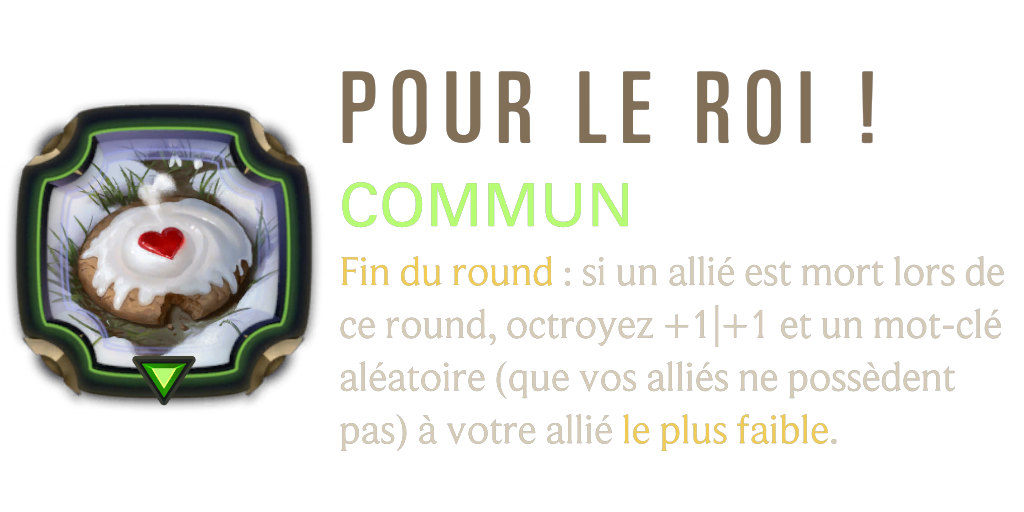 POUR LE ROI !
COMMUN
Fin du round : si un allié est mort lors de
ce round, octroyez +1|+1 et un mot-clé
aléatoire (que vos alliés ne possèdent
pas) à votre allié le plus faible.